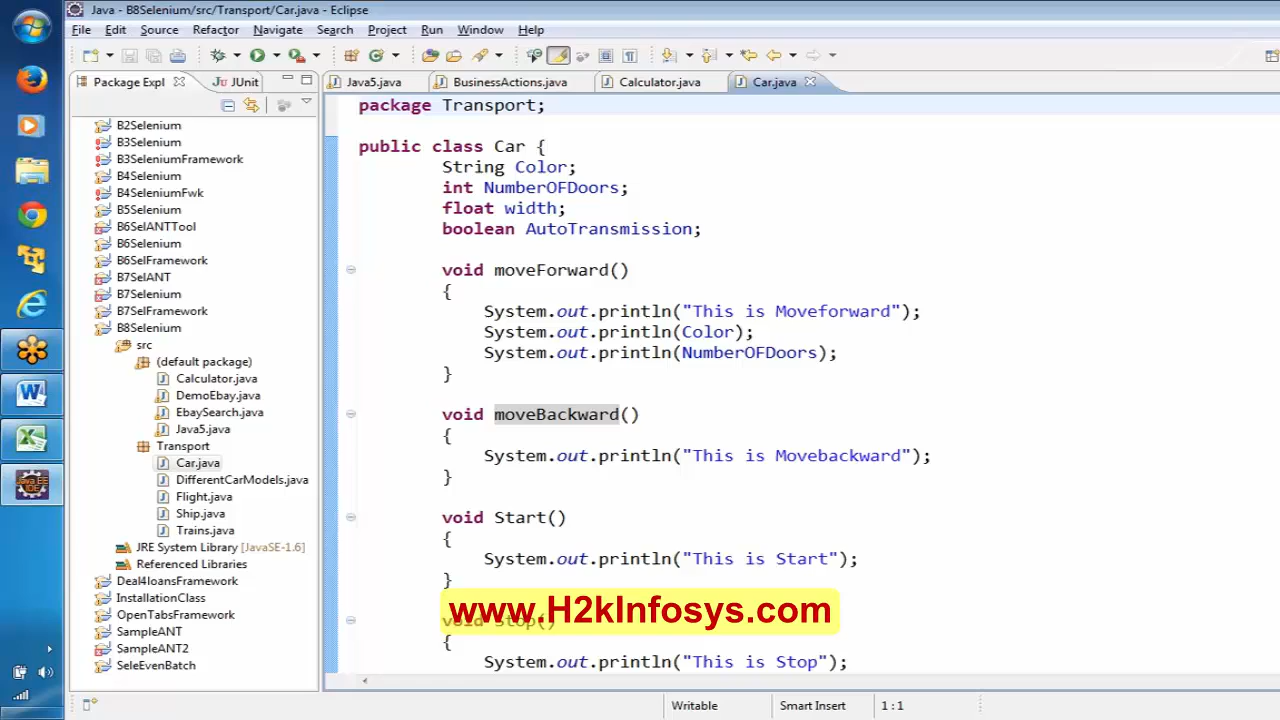 Java - B8Selenium/src/Transport/Car.java - Eclipse
File Edit Source Refactor Navigate Search Project Run Window Help
Package Expl JUnit Java5.java BusinessActions.java Calculator.java Car.java
B2Selenium
B3Selenium
B3SeleniumFramework
B4Selenium
B4SeleniumFwk
B5Selenium
B6SelANTTool
B6Selenium
B6SelFramework
B7SelANT
B7Selenium
B7SelFramework
B8Selenium
src
(default package)
Calculator.java
DemoEbay.java
EbaySearch.java
Java5.java
Transport
Car.java
DifferentCarModels.java
Flight.java
Ship.java
Trains.java
JRE System Library [JavaSE-1.6]
Referenced Libraries
Deal4loansFramework
InstallationClass
OpenTabsFramework
SampleANT
SampleANT2
SeleEvenBatch
package Transport;
public class Car {
String Color;
int NumberOFDoors;
float width;
boolean AutoTransmission;
void moveForward()
{
System.out.println("This is Moveforward");
System.out.println(Color);
System.out.println(NumberOFDoors);
}
void moveBackward()
{
System.out.println("This is Movebackward");
}
void Start()
{
System.out.println("This is Start");
}
www.H2kInfosys.com
void Stop()
{
System.out.println("This is Stop");
Writable Smart Insert 1 : 1
Java EE
IDE